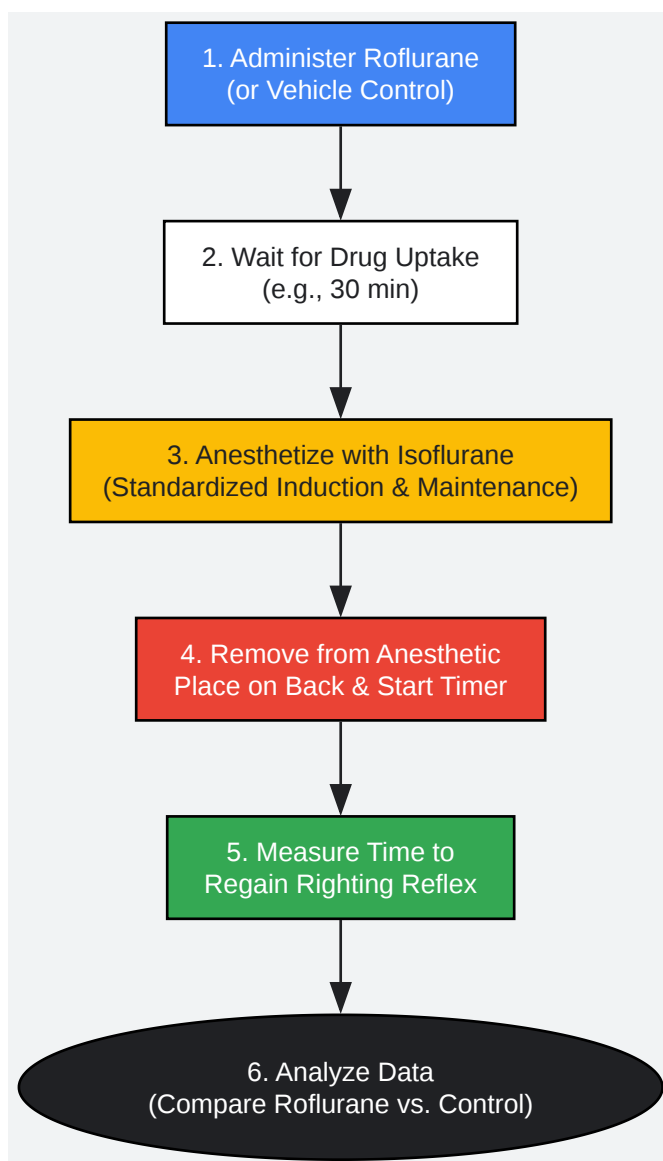 1. Administer Roflurane
(or Vehicle Control)
2. Wait for Drug Uptake
(e.g., 30 min)
3. Anesthetize with Isoflurane
(Standardized Induction & Maintenance)
4. Remove from Anesthetic
Place on Back & Start Timer
5. Measure Time to
Regain Righting Reflex
6. Analyze Data
(Compare Roflurane vs. Control)